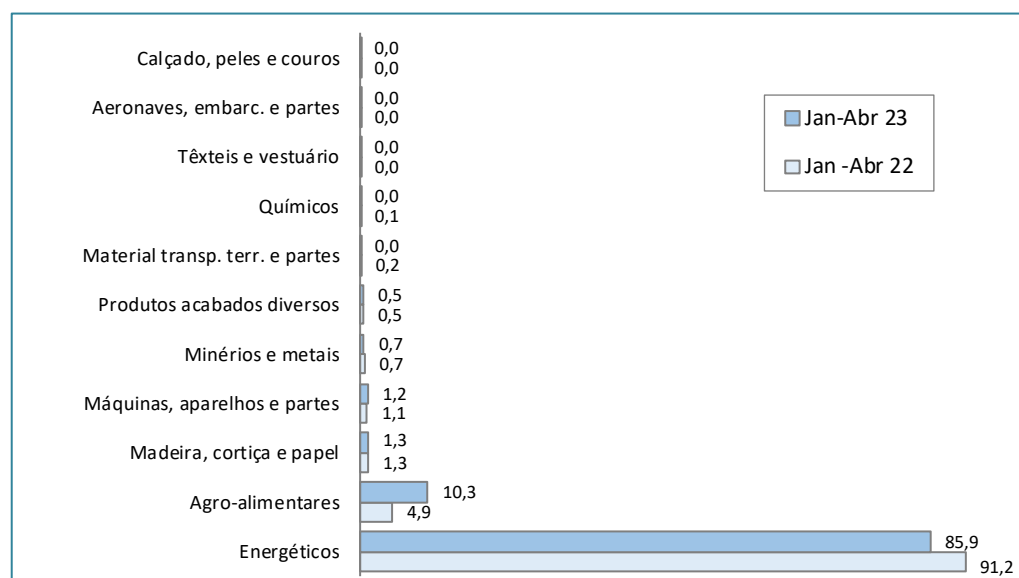 Calçado, peles e couros
0,0
0,0
Aeronaves, embarc. e partes
0,0
0,0
Têxteis e vestuário
0,0
0,0
Químicos
0,0
0,1
Material transp. terr. e partes
0,0
0,2
Produtos acabados diversos
0,5
0,5
Minérios e metais
0,7
0,7
Máquinas, aparelhos e partes
1,2
1,1
Madeira, cortiça e papel
1,3
1,3
Agro-alimentares
10,3
4,9
Energéticos
85,9
91,2
Jan-Abr 23
Jan -Abr 22